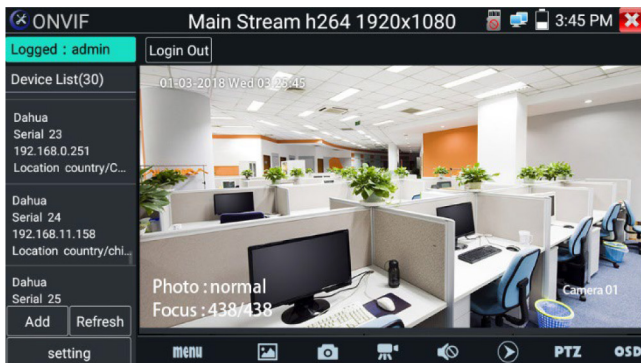 ONVIF
Main Stream h264 1920x1080
3:45 PM
Logged : admin
Login Out
Device List(30)
Dahua
Serial 23
192.168.0.251
Location country/C...
Dahua
Serial 24
192.168.11.158
Location country/chi...
Dahua
Serial 25
Add
Refresh
setting
01-03-2018 Wed 03
45
Photo : normal
Focus : 438/438
Camera 01
menu
PTZ
OSD